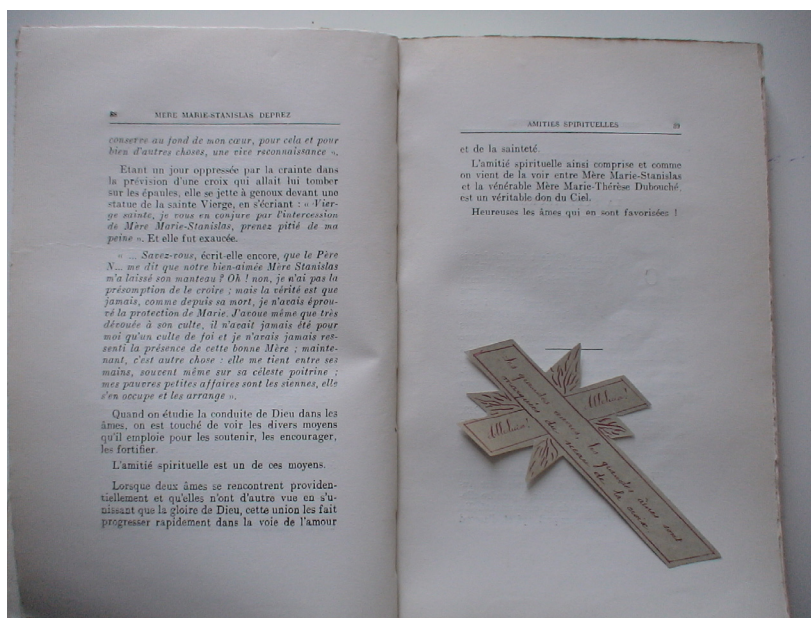 48 MERE MARIE-STANISLAS DEPREZ
conserve au fond de mon cœur, pour cela et pour
bien d'autres choses, une vive reconnaissance ».
Etant un jour oppressée par la crainte dans
la prévision d'une croix qui allait lui tomber
sur les épaules, elle se jette à genoux devant une
statue de la sainte Vierge, en s'écriant : « Vier-
ge sainte, je vous en conjure par l'intercession
de Mère Marie-Stanislas, prenez pitié de ma
peine ». Et elle fut exaucée.
« ... Savez-vous, écrit-elle encore, que le Père
N... me dit que notre bien-aimée Mère Stanislas
m'a laissé son manteau ? Oh ! non, je n'ai pas la
présomption de le croire ; mais la vérité est que
jamais, comme depuis sa mort, je n'avais éprou-
vé la protection de Marie. J'avoue même que très
dévouée à son culte, il n'avait jamais été pour
moi qu'un culte de foi et je n'avais jamais res-
senti la présence de cette bonne Mère ; mainte-
nant, c'est autre chose : elle me tient entre ses
mains, souvent même sur sa céleste poitrine ;
mes pauvres petites affaires sont les siennes, elle
s'en occupe et les arrange ».
Quand on étudie la conduite de Dieu dans les
âmes, on est touché de voir les divers moyens
qu'il emploie pour les soutenir, les encourager,
les fortifier.
L'amitié spirituelle est un de ces moyens.
Lorsque deux âmes se rencontrent providen-
tiellement et qu'elles n'ont d'autre vue en s'u-
nissant que la gloire de Dieu, cette union les fait
progresser rapidement dans la voie de l'amour
AMITIES SPIRITUELLES
et de la sainteté.
L'amitié spirituelle ainsi comprise et comme
on vient de la voir entre Mère Marie-Stanislas
et la vénérable Mère Marie-Thérèse Dubouché
est un véritable don du Ciel.
Heureuses les âmes qui en sont favorisées !
Les grandes œuvres, les grandes âmes sont
marquées du sceau de la croix